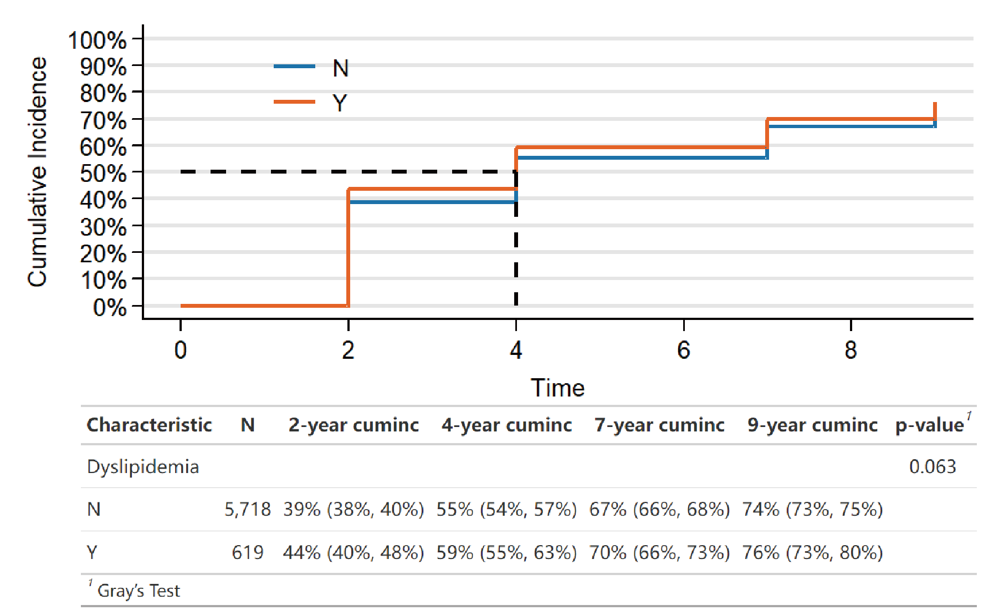 Cumulative Incidence
100%
90%
80%
70%
60%
50%
40%
30%
20%
10%
0%
N
Y
0 2 4 6 8
Time
Characteristic N 2-year cuminc 4-year cuminc 7-year cuminc 9-year cuminc p-value1
Dyslipidemia 0.063
N 5,718 39% (38%, 40%) 55% (54%, 57%) 67% (66%, 68%) 74% (73%, 75%)
Y 619 44% (40%, 48%) 59% (55%, 63%) 70% (66%, 73%) 76% (73%, 80%)
1 Gray’s Test